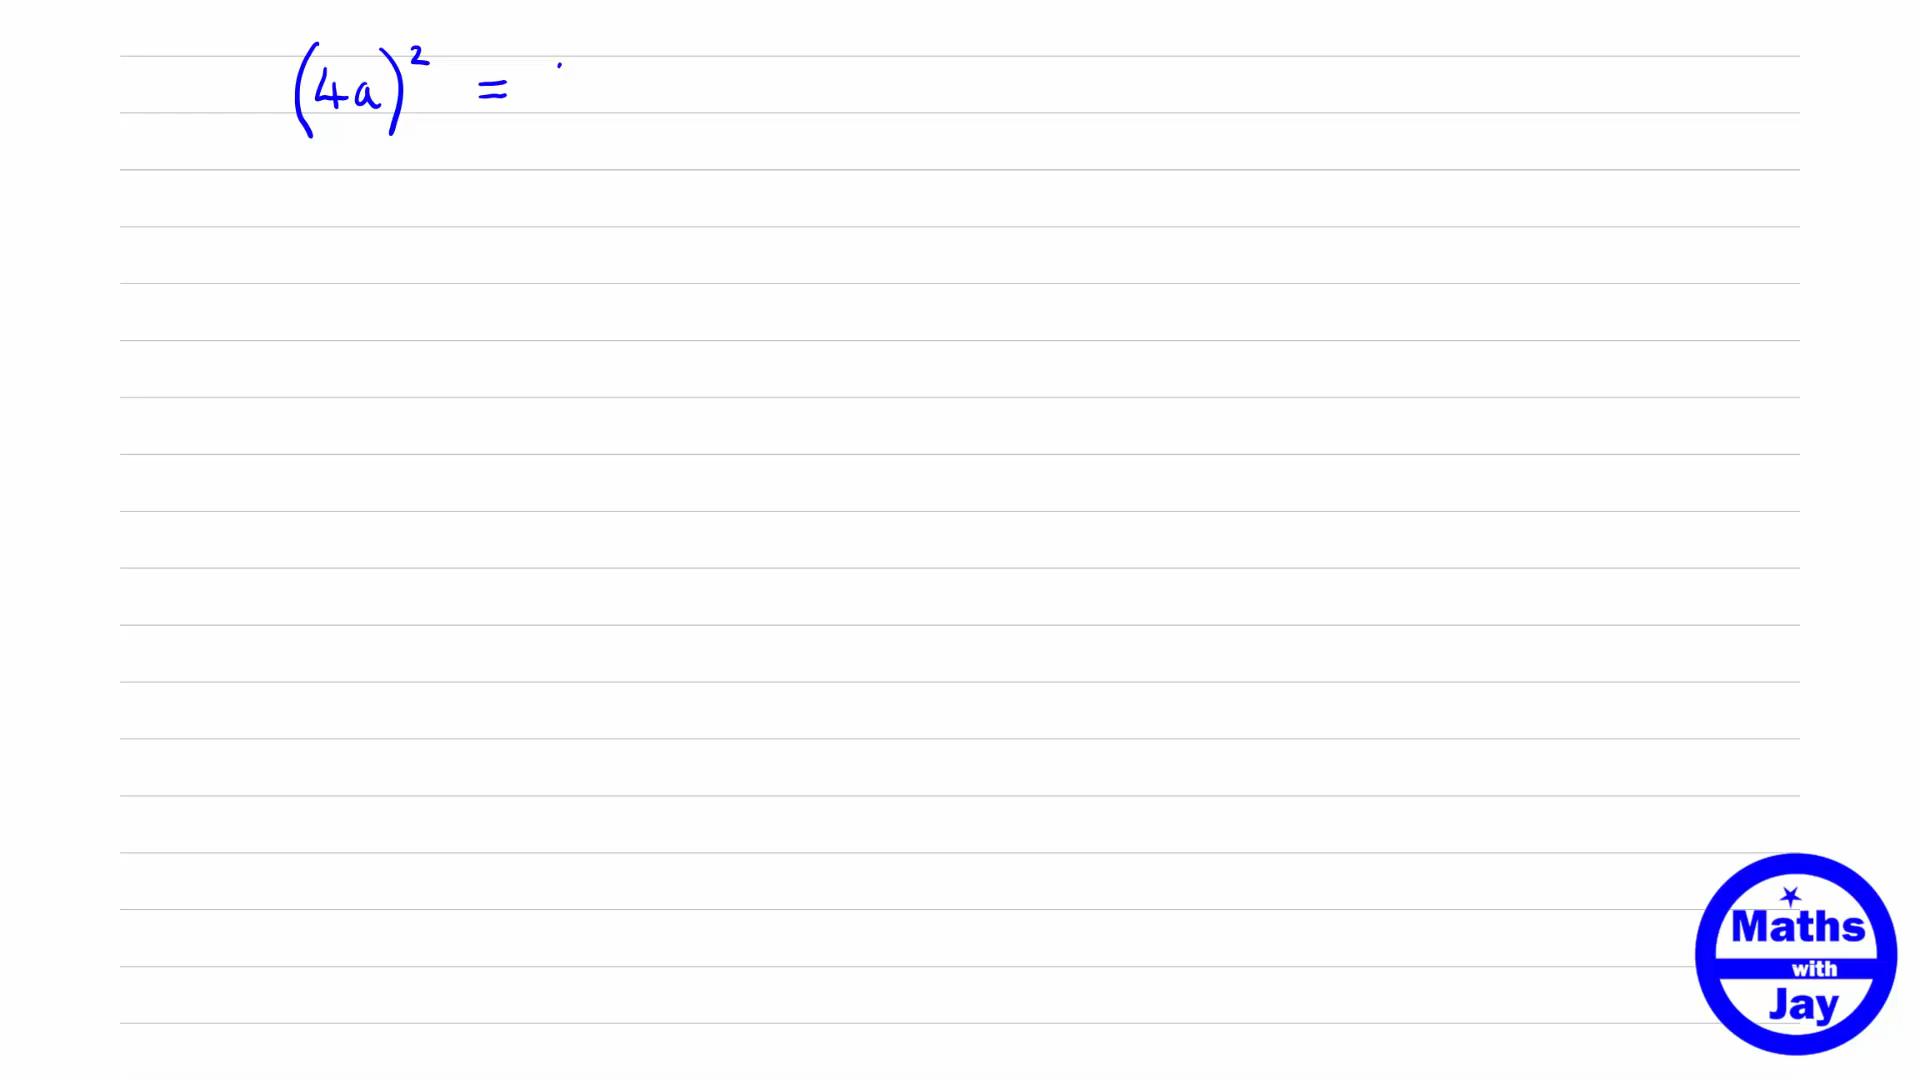 (4a)² =
Maths
with
Jay